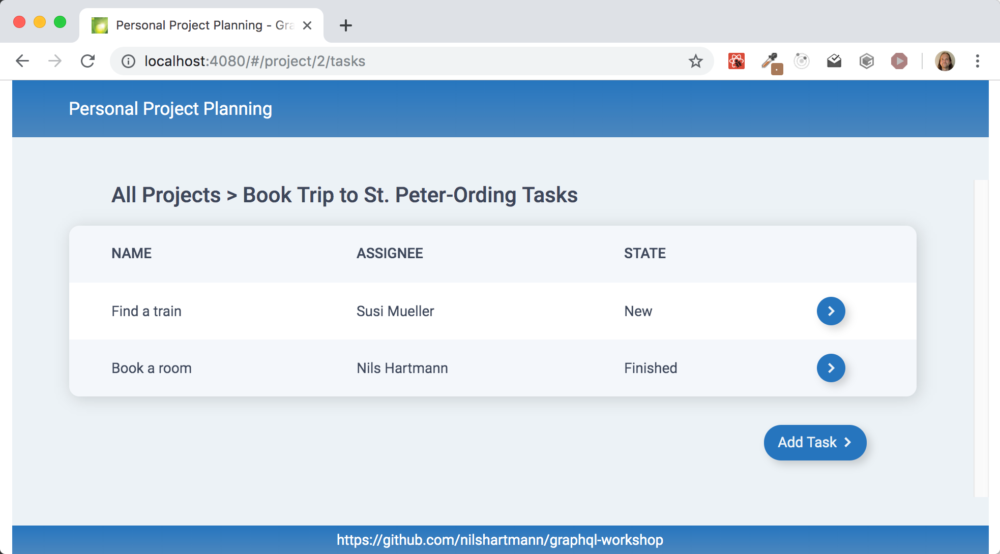 Personal Project Planning - Gra
localhost:4080/#/project/2/tasks
Personal Project Planning
All Projects > Book Trip to St. Peter-Ording Tasks
NAME ASSIGNEE STATE
Find a train Susi Mueller New
Book a room Nils Hartmann Finished
Add Task
https://github.com/nilshartmann/graphql-workshop